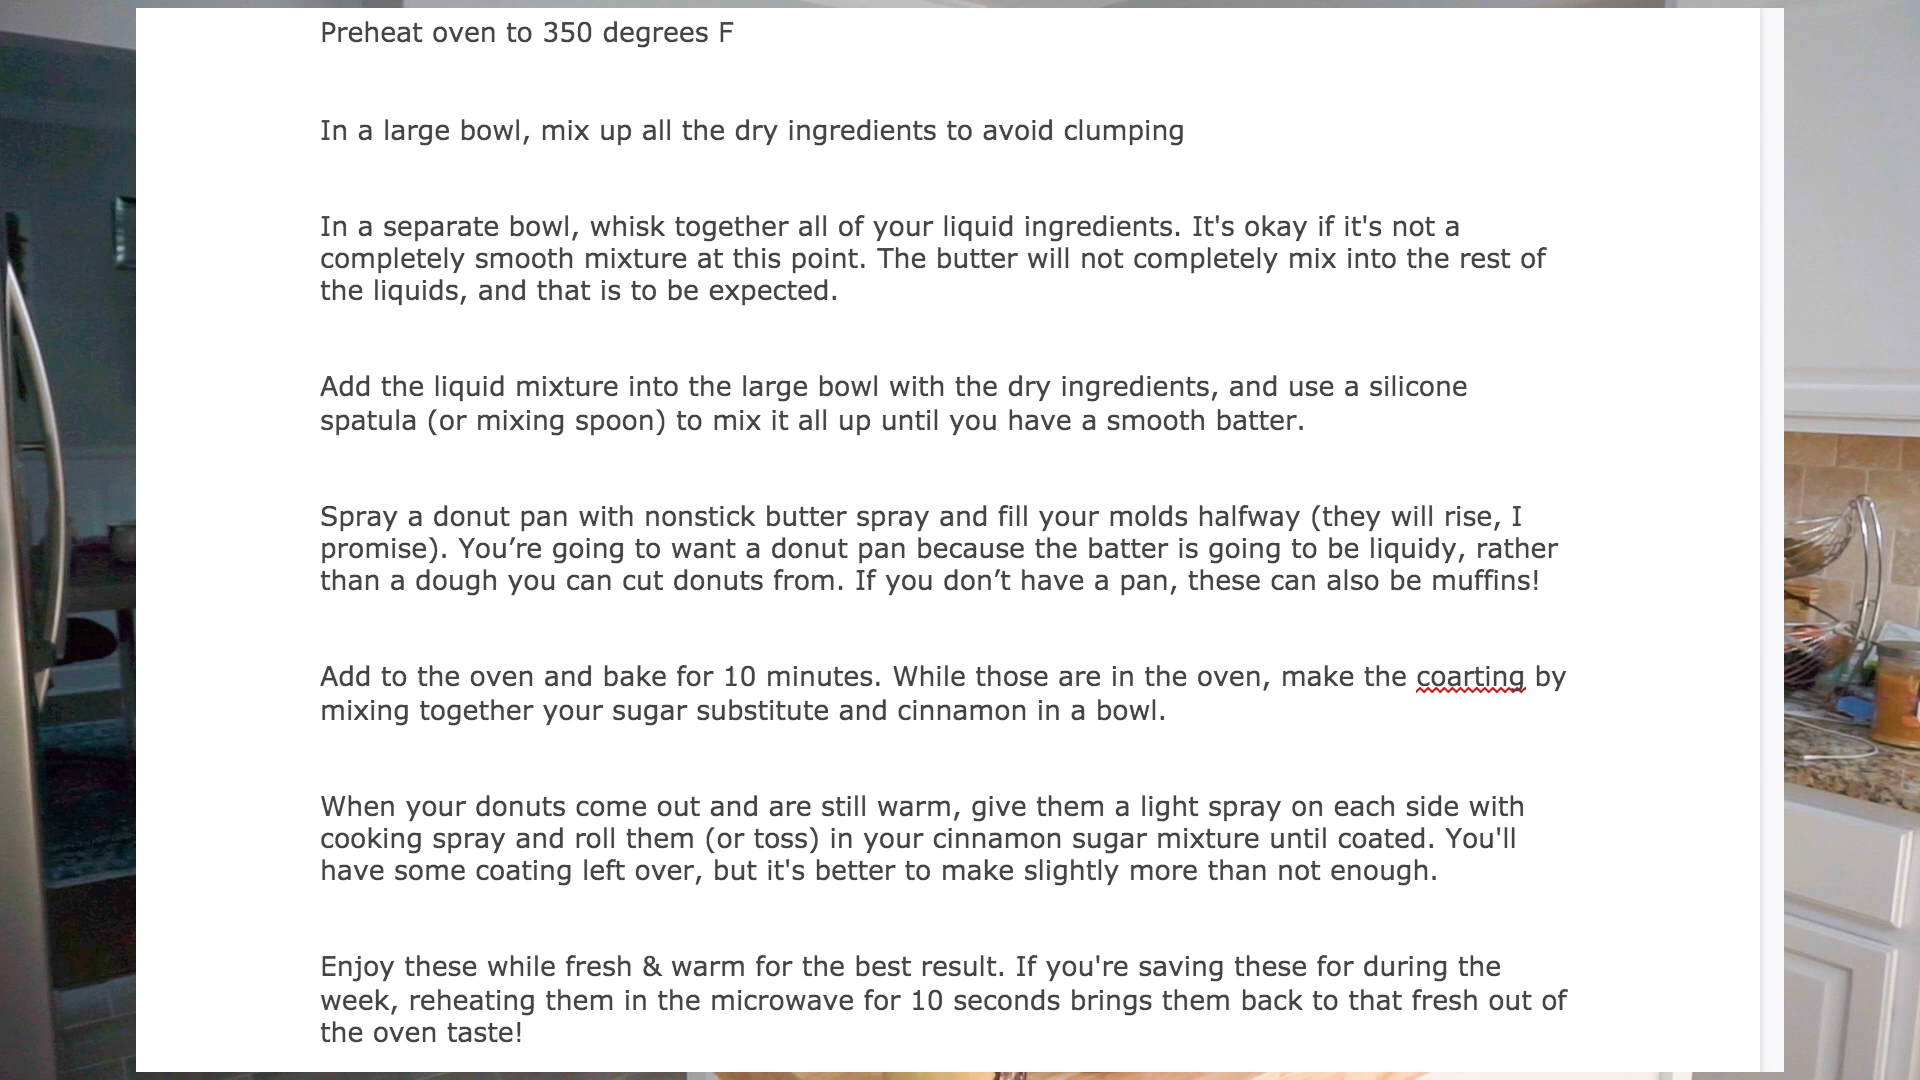 Preheat oven to 350 degrees F
In a large bowl, mix up all the dry ingredients to avoid clumping
In a separate bowl, whisk together all of your liquid ingredients. It's okay if it's not a
completely smooth mixture at this point. The butter will not completely mix into the rest of
the liquids, and that is to be expected.
Add the liquid mixture into the large bowl with the dry ingredients, and use a silicone
spatula (or mixing spoon) to mix it all up until you have a smooth batter.
Spray a donut pan with nonstick butter spray and fill your molds halfway (they will rise, I
promise). You’re going to want a donut pan because the batter is going to be liquidy, rather
than a dough you can cut donuts from. If you don’t have a pan, these can also be muffins!
Add to the oven and bake for 10 minutes. While those are in the oven, make the coarting by
mixing together your sugar substitute and cinnamon in a bowl.
When your donuts come out and are still warm, give them a light spray on each side with
cooking spray and roll them (or toss) in your cinnamon sugar mixture until coated. You'll
have some coating left over, but it's better to make slightly more than not enough.
Enjoy these while fresh & warm for the best result. If you're saving these for during the
week, reheating them in the microwave for 10 seconds brings them back to that fresh out of
the oven taste!